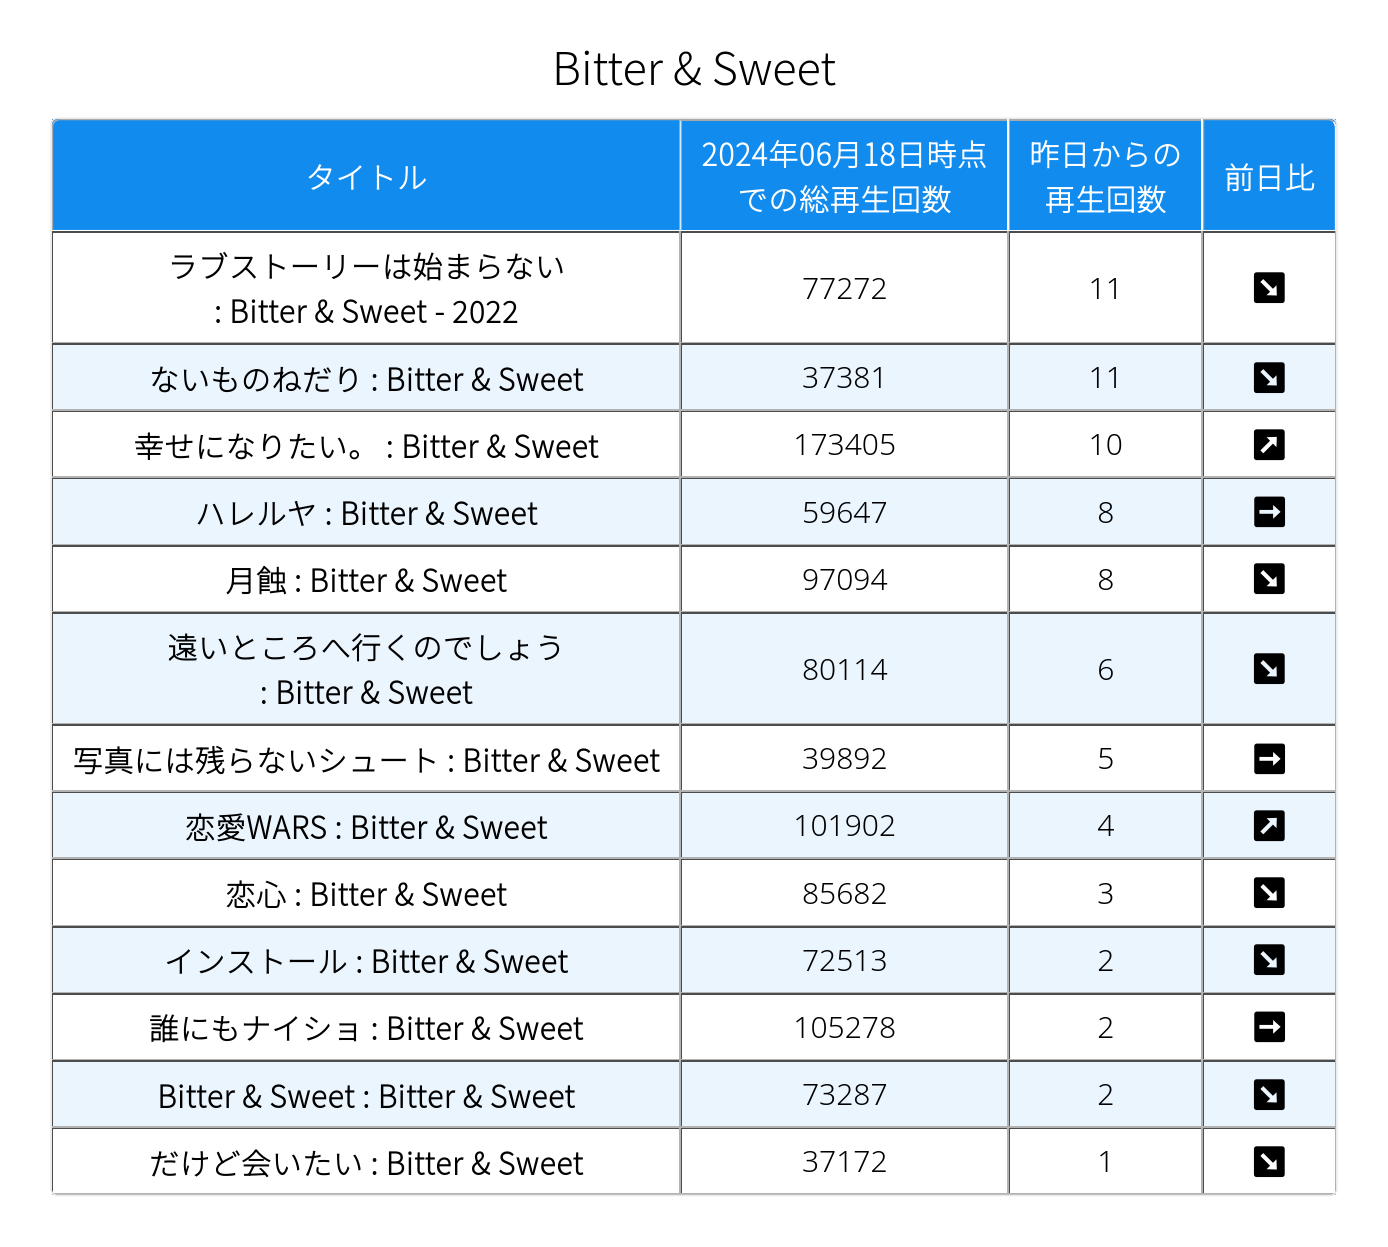 Bitter & Sweet
タイトル
2024年06月18日時点
での総再生回数
昨日からの
再生回数
前日比
ラブストーリーは始まらない
: Bitter & Sweet - 2022
77272
11
↘
ないものねだり : Bitter & Sweet
37381
11
↘
幸せになりたい。 : Bitter & Sweet
173405
10
↗
ハレルヤ : Bitter & Sweet
59647
8
→
月蝕 : Bitter & Sweet
97094
8
↘
遠いところへ行くのでしょう
: Bitter & Sweet
80114
6
↘
写真には残らないシュート : Bitter & Sweet
39892
5
→
恋愛WARS : Bitter & Sweet
101902
4
↗
恋心 : Bitter & Sweet
85682
3
↘
インストール : Bitter & Sweet
72513
2
↘
誰にもナイショ : Bitter & Sweet
105278
2
→
Bitter & Sweet : Bitter & Sweet
73287
2
↘
だけど会いたい : Bitter & Sweet
37172
1
↘